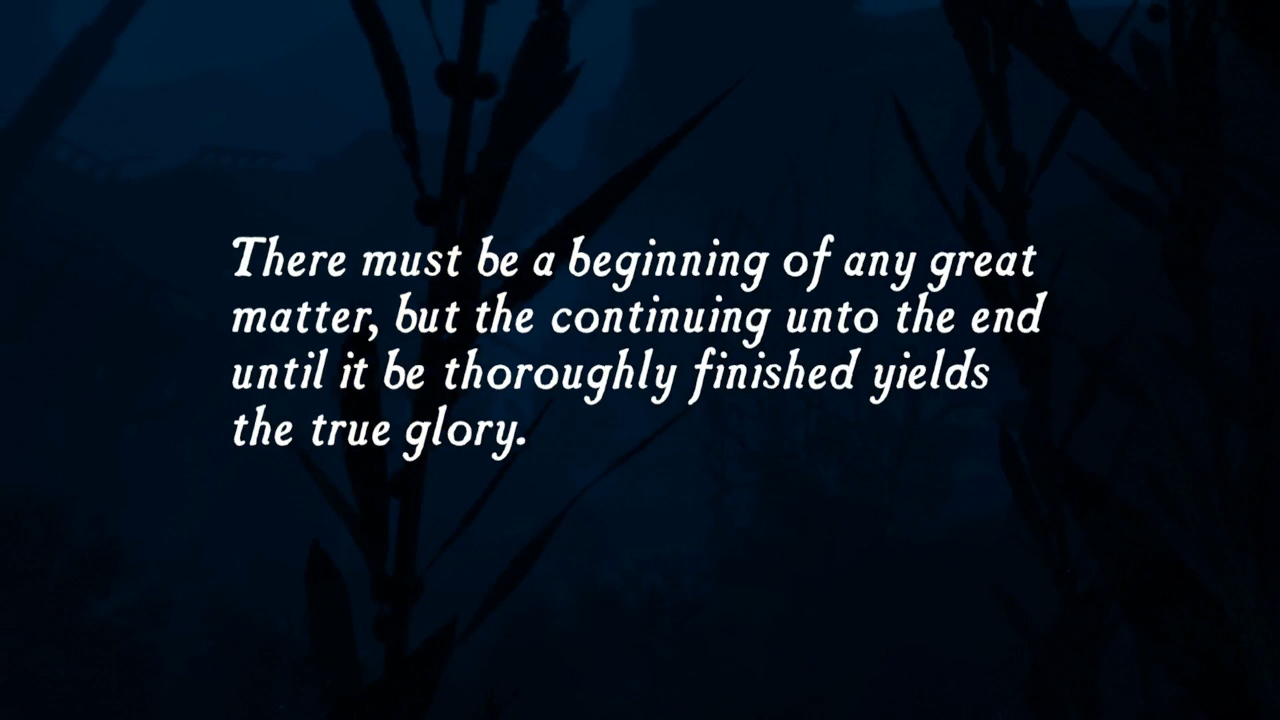 There must be a beginning of any great
matter, but the continuing unto the end
until it be thoroughly finished yields
the true glory.